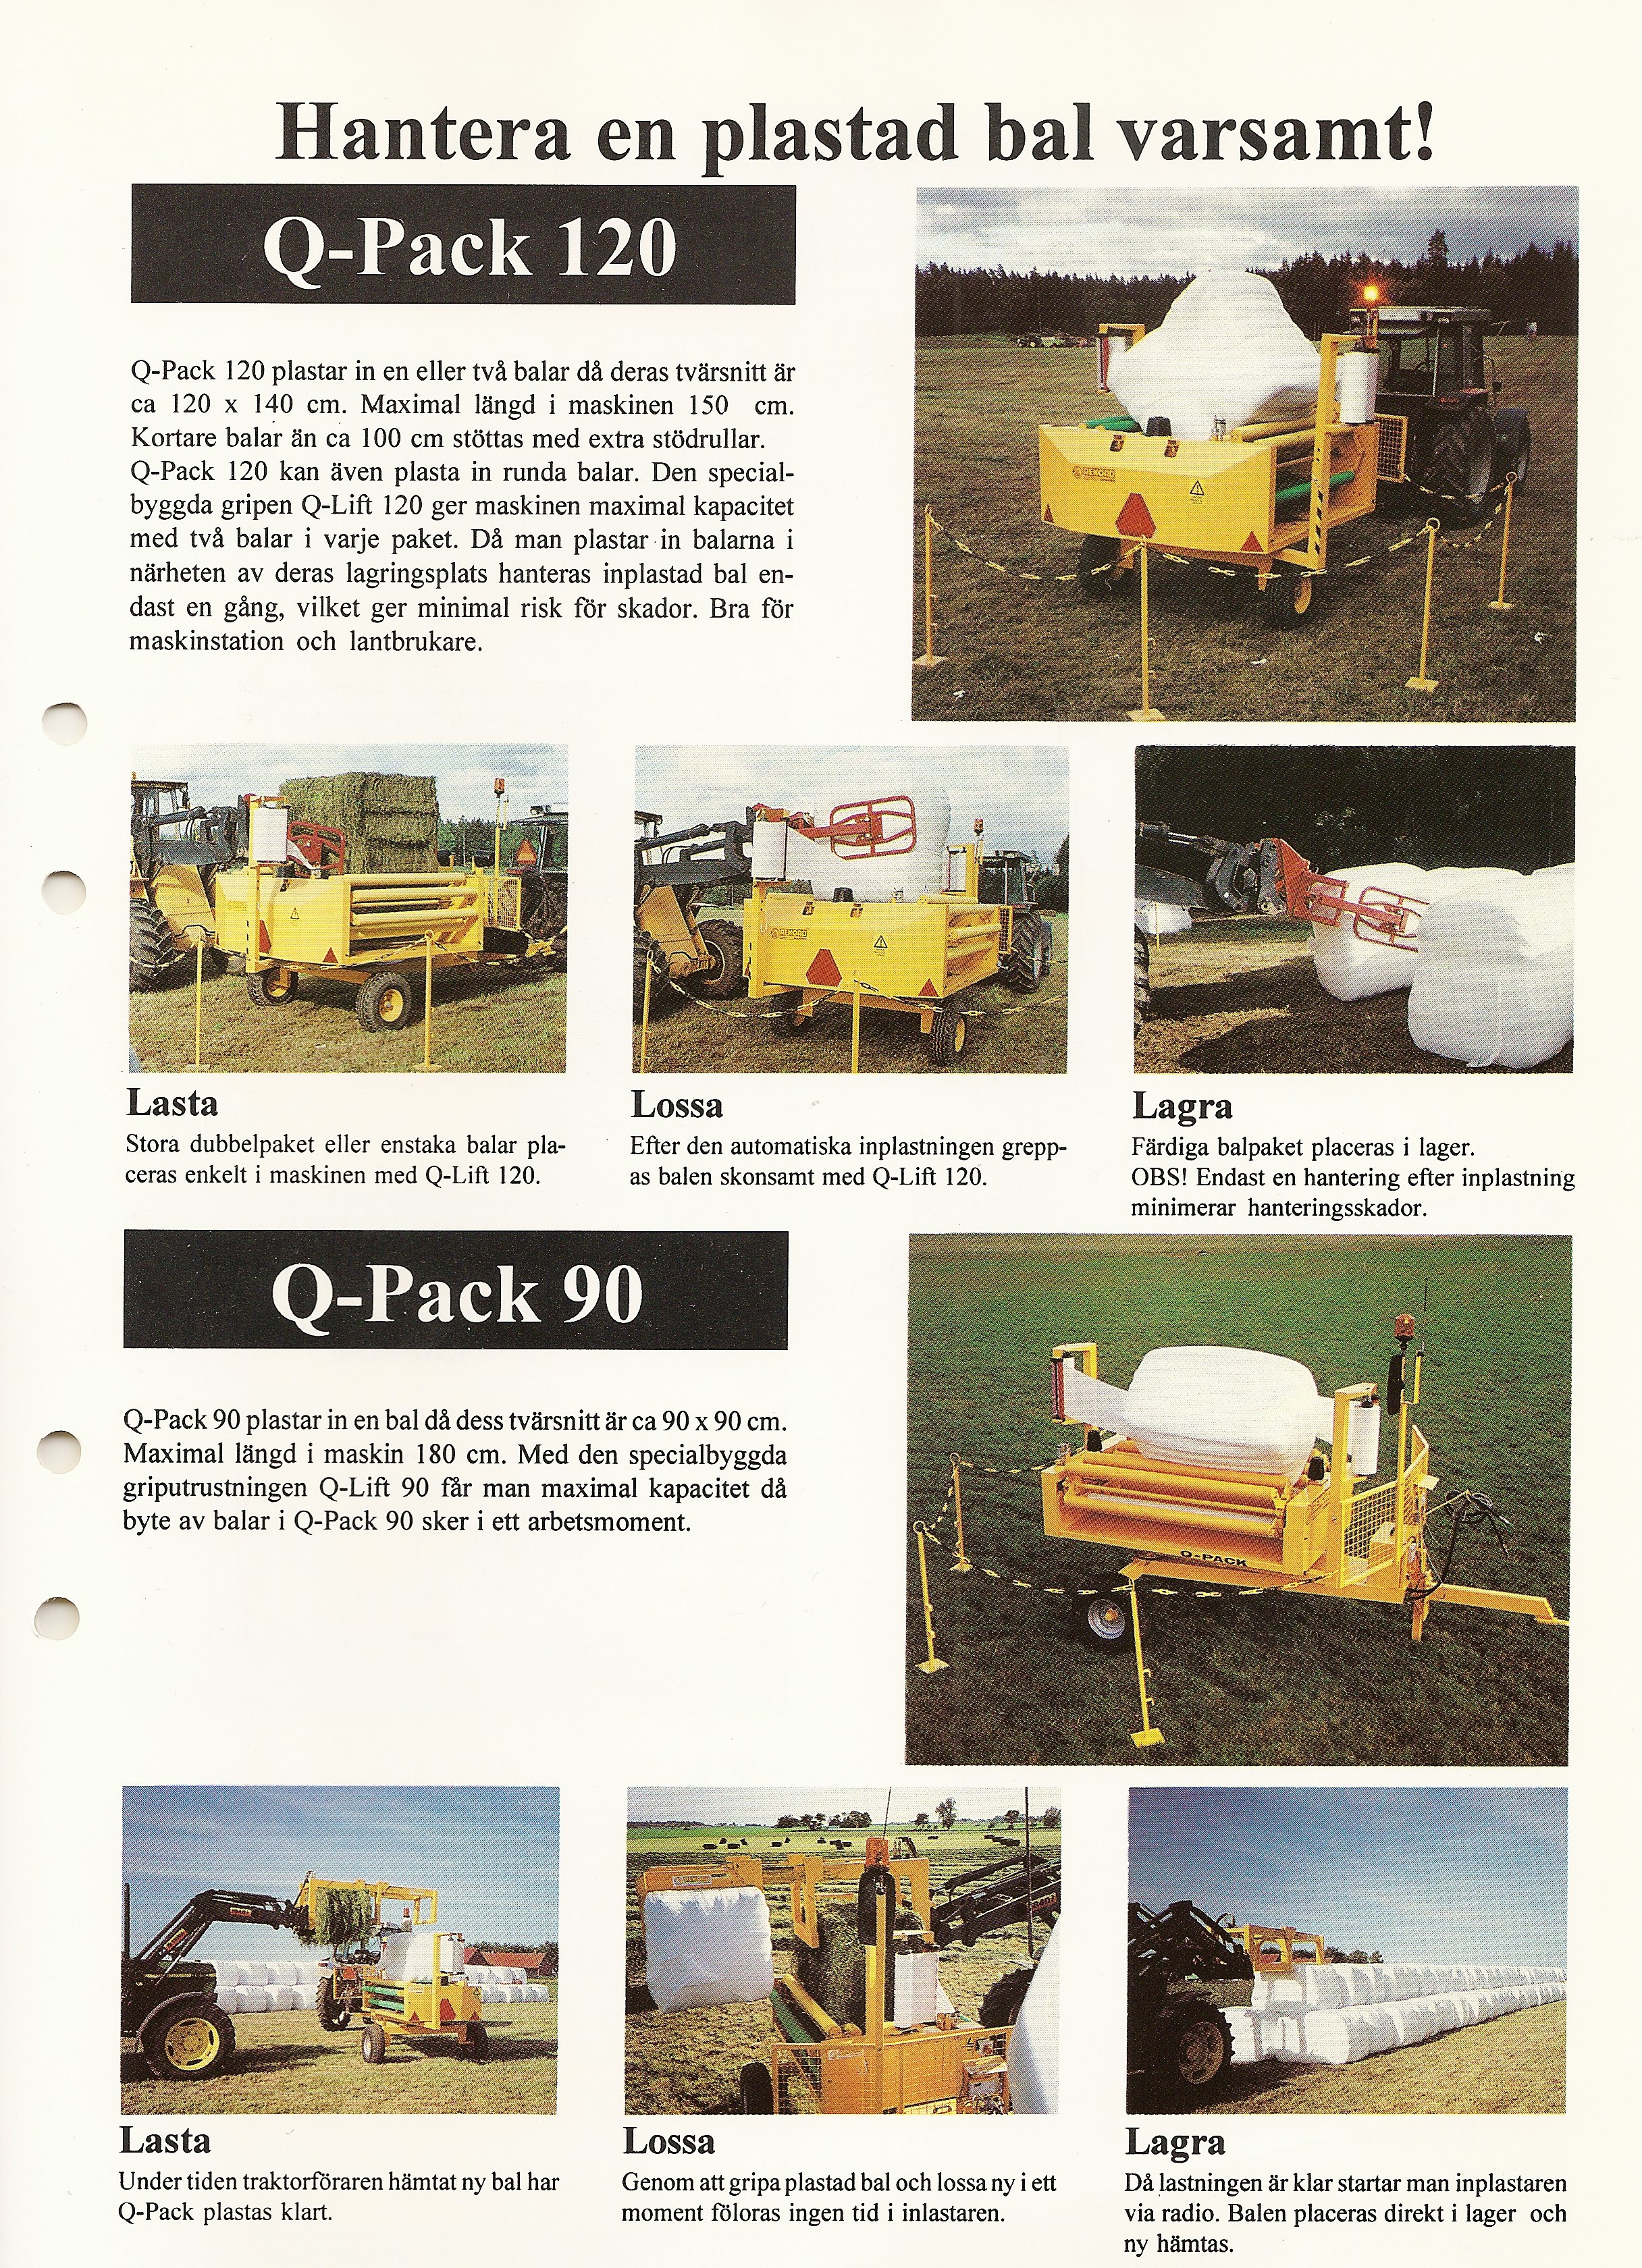 Hantera en plastad bal varsamt!
Q-Pack 120
Q-Pack 120 plastar in en eller två balar då deras tvärsnitt är
ca 120 x 140 cm. Maximal längd i maskinen 150 cm.
Kortare balar än ca 100 cm stöttas med extra stödrullar.
Q-Pack 120 kan även plasta in runda balar. Den special-
byggda gripen Q-Lift 120 ger maskinen maximal kapacitet
med två balar i varje paket. Då man plastar in balarna i
närheten av deras lagringsplats hanteras inplastad bal en-
dast en gång, vilket ger minimal risk för skador. Bra för
maskinstation och lantbrukare.
REKORD
REKORD
Lasta
Stora dubbelpaket eller enstaka balar pla-
ceras enkelt i maskinen med Q-Lift 120.
Lossa
Efter den automatiska inplastningen grepp-
as balen skonsamt med Q-Lift 120.
Lagra
Färdiga balpaket placeras i lager.
OBS! Endast en hantering efter inplastning
minimerar hanteringsskador.
Q-Pack 90
Q-Pack 90 plastar in en bal då dess tvärsnitt är ca 90 x 90 cm.
Maximal längd i maskin 180 cm. Med den specialbyggda
griputrustningen Q-Lift 90 får man maximal kapacitet då
byte av balar i Q-Pack 90 sker i ett arbetsmoment.
Q-PACK
Lasta
Under tiden traktorföraren hämtat ny bal har
Q-Pack plastas klart.
Lossa
Genom att gripa plastad bal och lossa ny i ett
moment föloras ingen tid i inlastaren.
Lagra
Då lastningen är klar startar man inplastaren
via radio. Balen placeras direkt i lager och
ny hämtas.